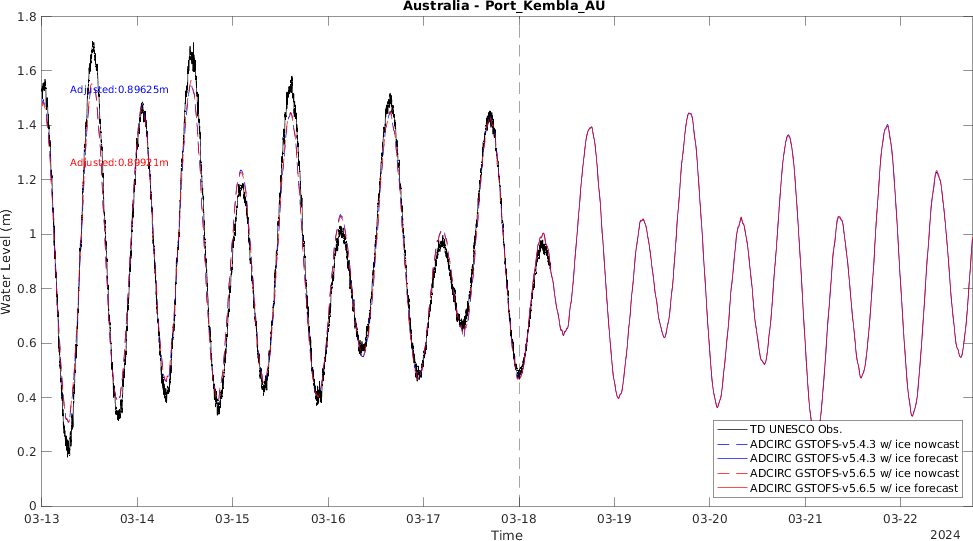 Australia - Port_Kembla_AU
1.8
1.6
1.4
1.2
1
0.8
0.6
0.4
0.2
0
Water Level (m)
Adjusted:0.89625m
Adjusted:0.89921m
TD UNESCO Obs.
ADCIRC GSTOFS-v5.4.3 w/ ice nowcast
ADCIRC GSTOFS-v5.4.3 w/ ice forecast
ADCIRC GSTOFS-v5.6.5 w/ ice nowcast
ADCIRC GSTOFS-v5.6.5 w/ ice forecast
03-13 03-14 03-15 03-16 03-17 03-18 03-19 03-20 03-21 03-22
Time
2024